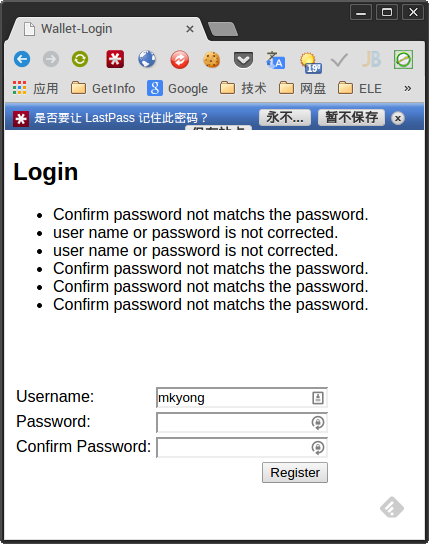 Wallet-Login
19°
JB
应用
GetInfo
Google
技术
网盘
ELE
»
是否要让 LastPass 记住此密码？
永不...
暂不保存
Login
Confirm password not matchs the password.
user name or password is not corrected.
user name or password is not corrected.
Confirm password not matchs the password.
Confirm password not matchs the password.
Confirm password not matchs the password.
Username:
mkyong
Password:
Confirm Password:
Register